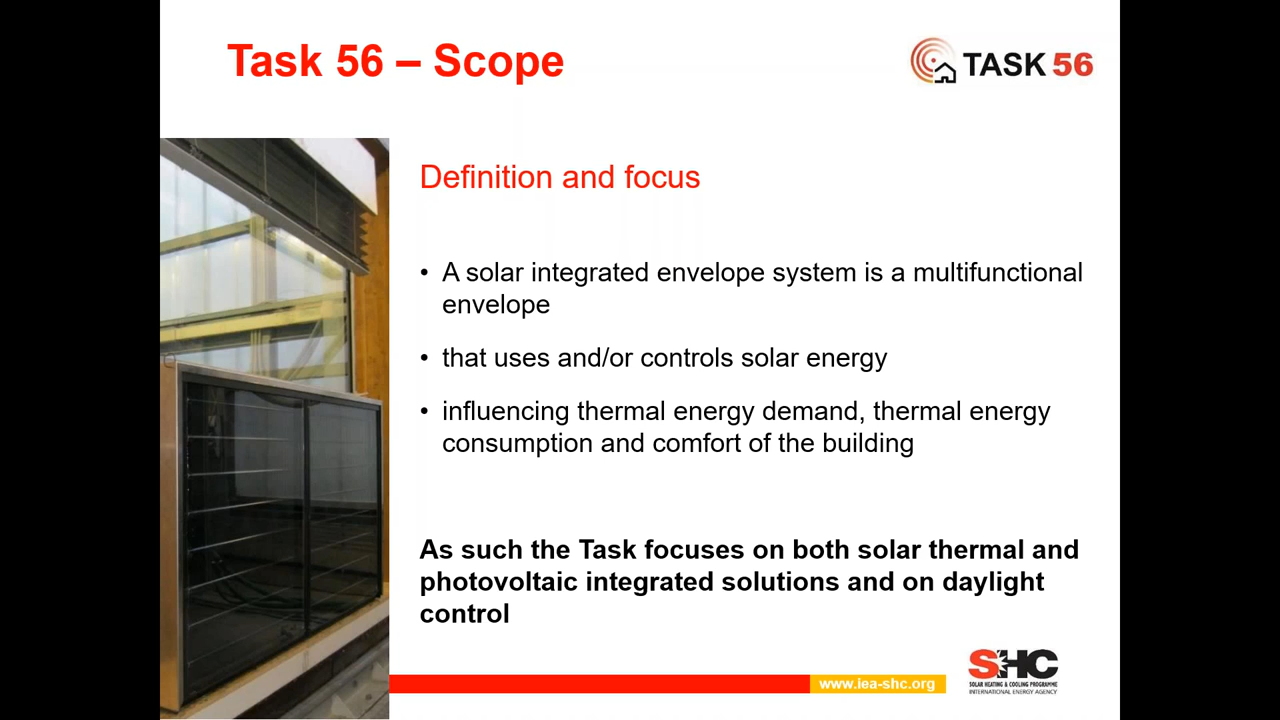 Task 56 – Scope
TASK 56
Definition and focus
• A solar integrated envelope system is a multifunctional
envelope
• that uses and/or controls solar energy
• influencing thermal energy demand, thermal energy
consumption and comfort of the building
As such the Task focuses on both solar thermal and
photovoltaic integrated solutions and on daylight
control
www.iea-shc.org
SHC
SOLAR HEATING & COOLING PROGRAMME
INTERNATIONAL ENERGY AGENCY